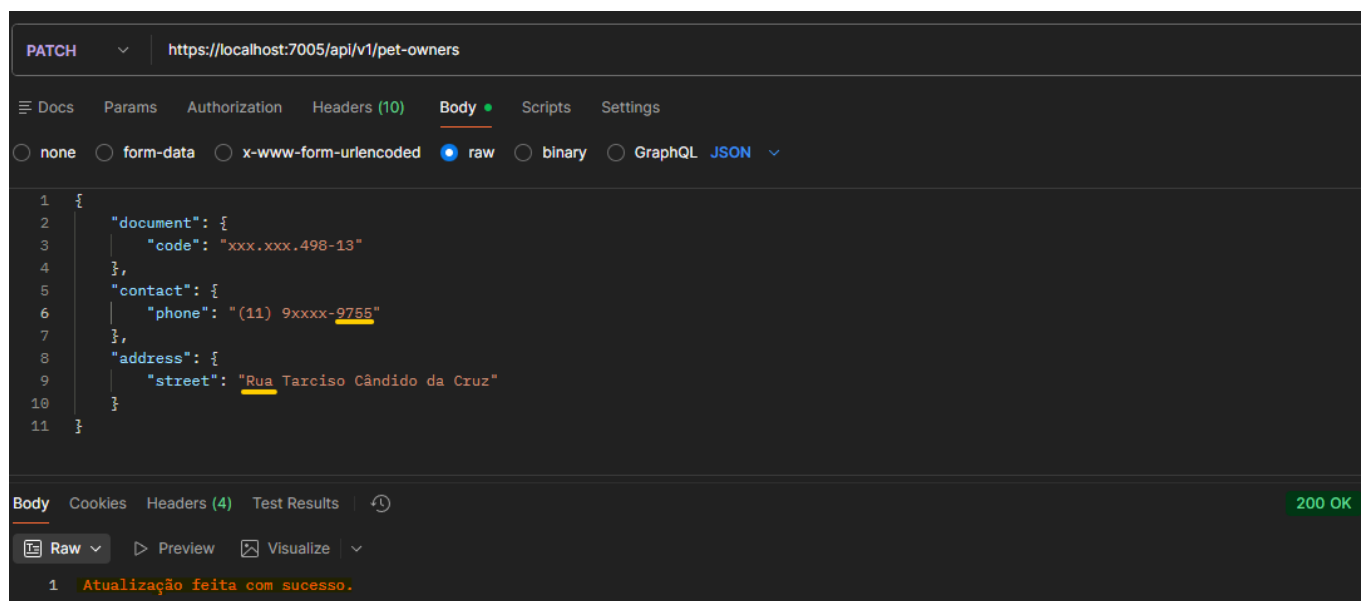 PATCH https://localhost:7005/api/v1/pet-owners
Docs Params Authorization Headers (10) Body Scripts Settings
none form-data x-www-form-urlencoded raw binary GraphQL JSON
1 {
2 "document": {
3 "code": "xxx.xxx.498-13"
4 },
5 "contact": {
6 "phone": "(11) 9xxxx-9755"
7 },
8 "address": {
9 "street": "Rua Tarciso Cândido da Cruz"
10 }
11 }
Body Cookies Headers (4) Test Results 200 OK
Raw Preview Visualize
1 Atualização feita com sucesso.